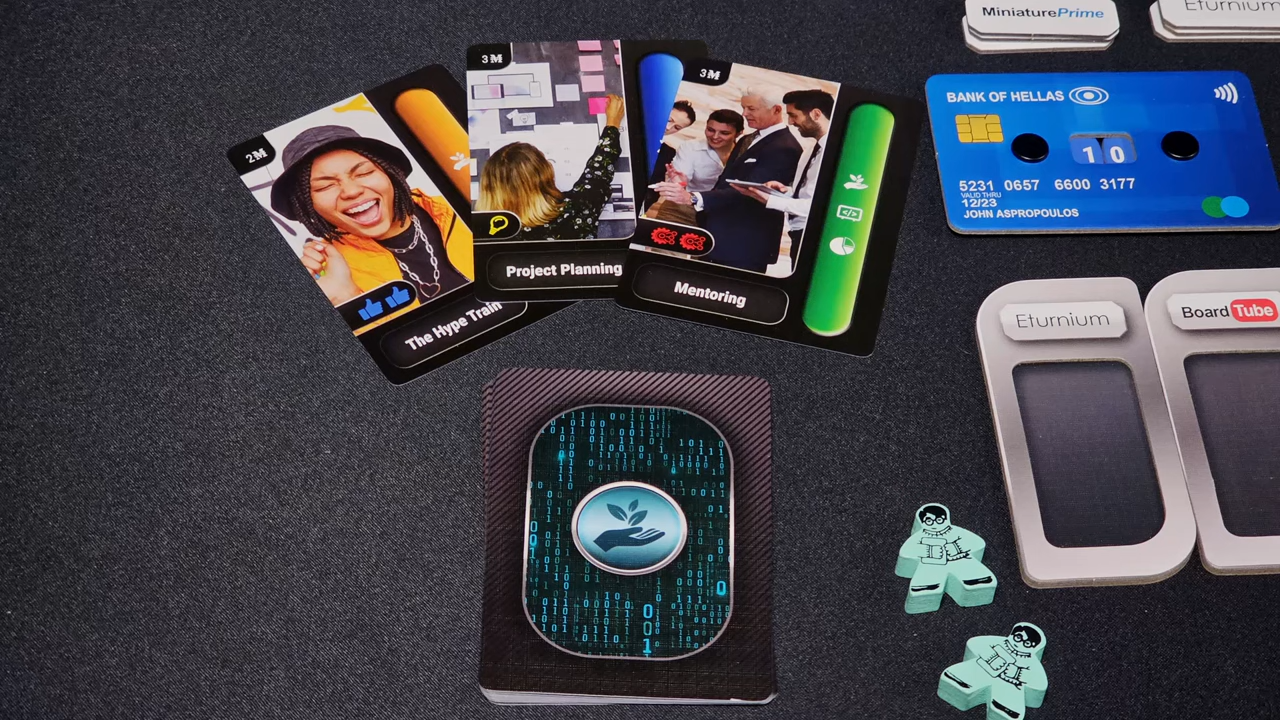 MiniaturePrime
Eturnium
BANK OF HELLAS
1 0
5231 0657 6600 3177
VALID THRU
12/23
JOHN ASPROPOULOS
2M
3M
3M
The Hype Train
Project Planning
Mentoring
Eturnium
BoardTube